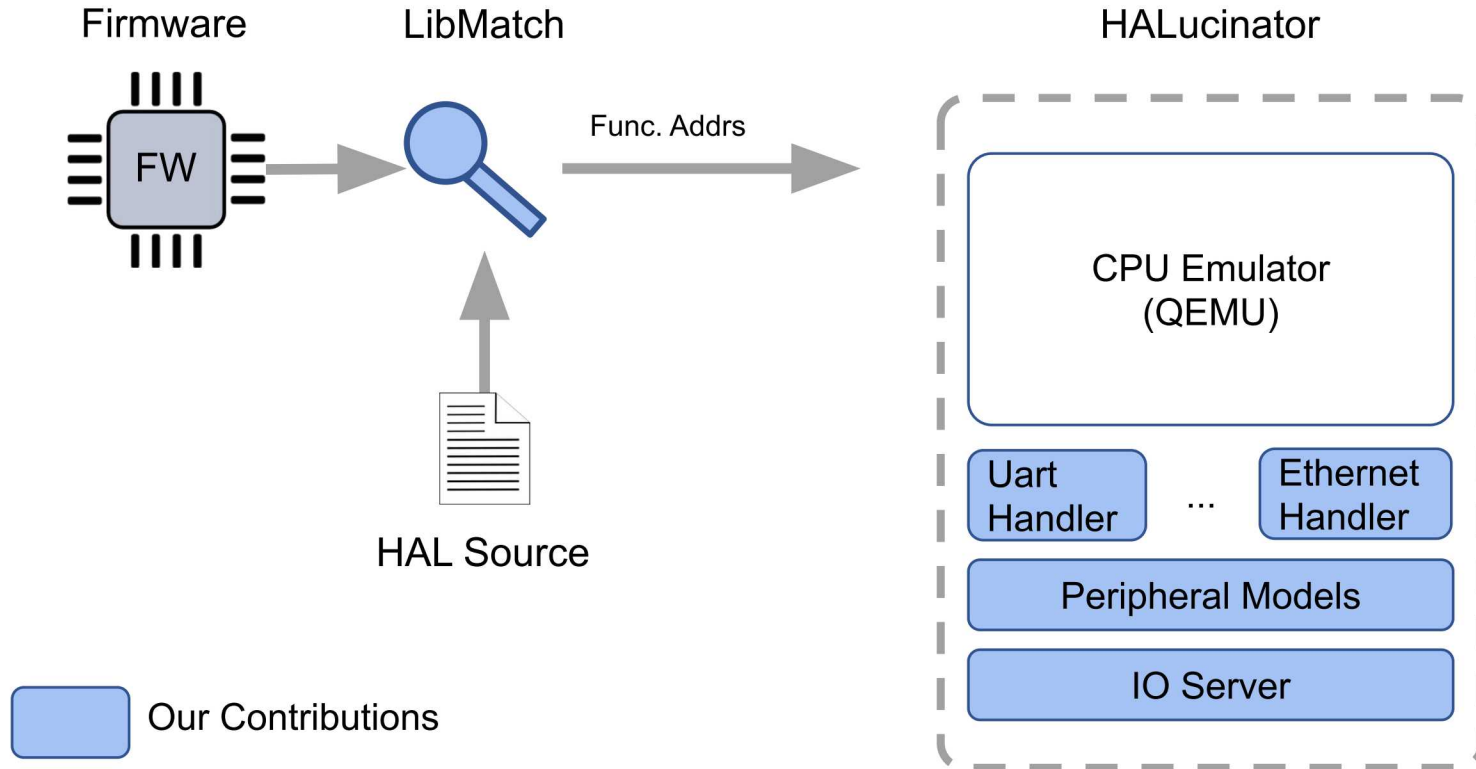 Firmware
LibMatch
HALucinator
FW
Func. Addrs
CPU Emulator
(QEMU)
Uart
Handler
...
Ethernet
Handler
HAL Source
Peripheral Models
IO Server
Our Contributions